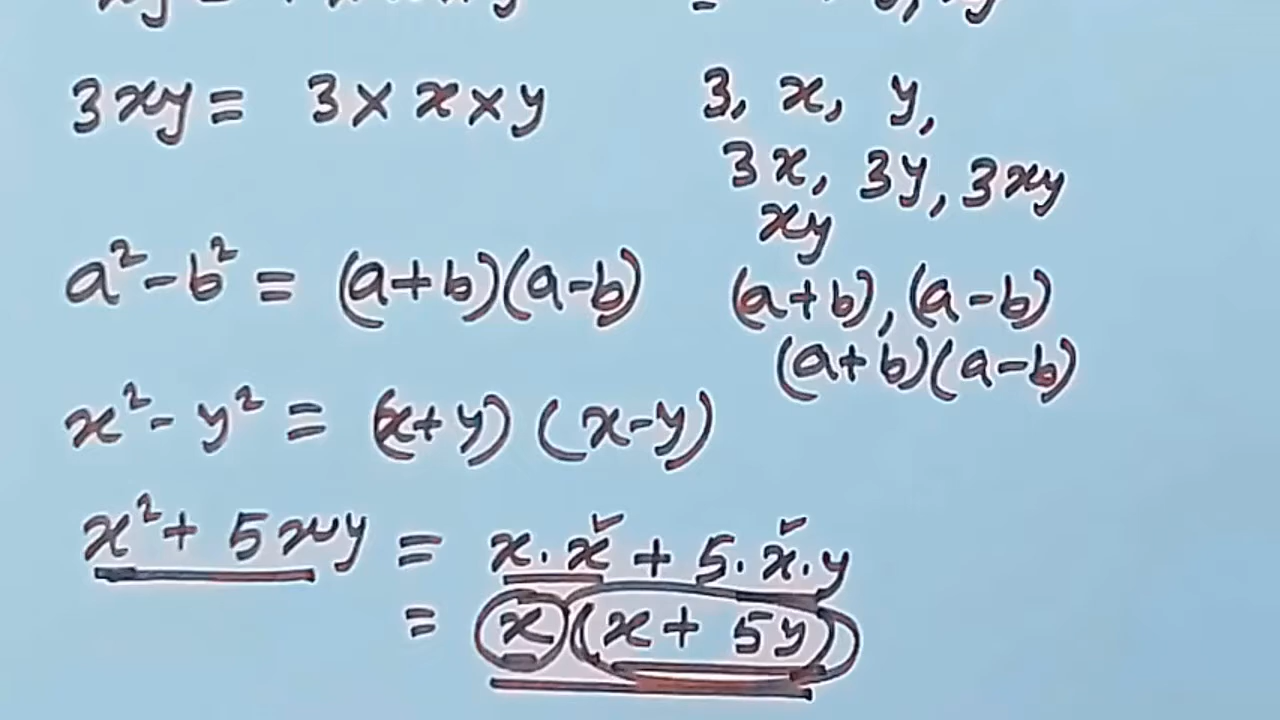 3xy = 3 × x × y 3, x, y,
3x, 3y, 3xy
xy
a² - b² = (a+b)(a-b) (a+b), (a-b)
(a+b)(a-b)
x² - y² = (x+y) (x-y)
x² + 5xy = x · x + 5 · x · y
= x (x + 5y)